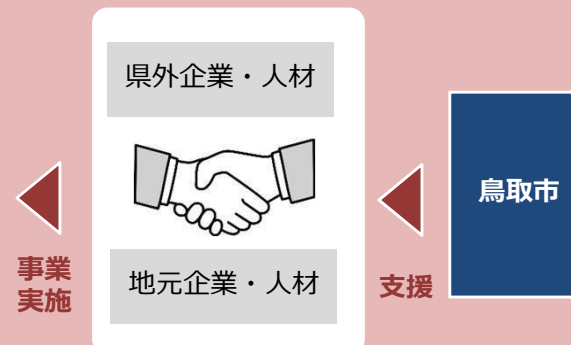 県外企業・人材
鳥取市
地元企業・人材
支援
事業
実施